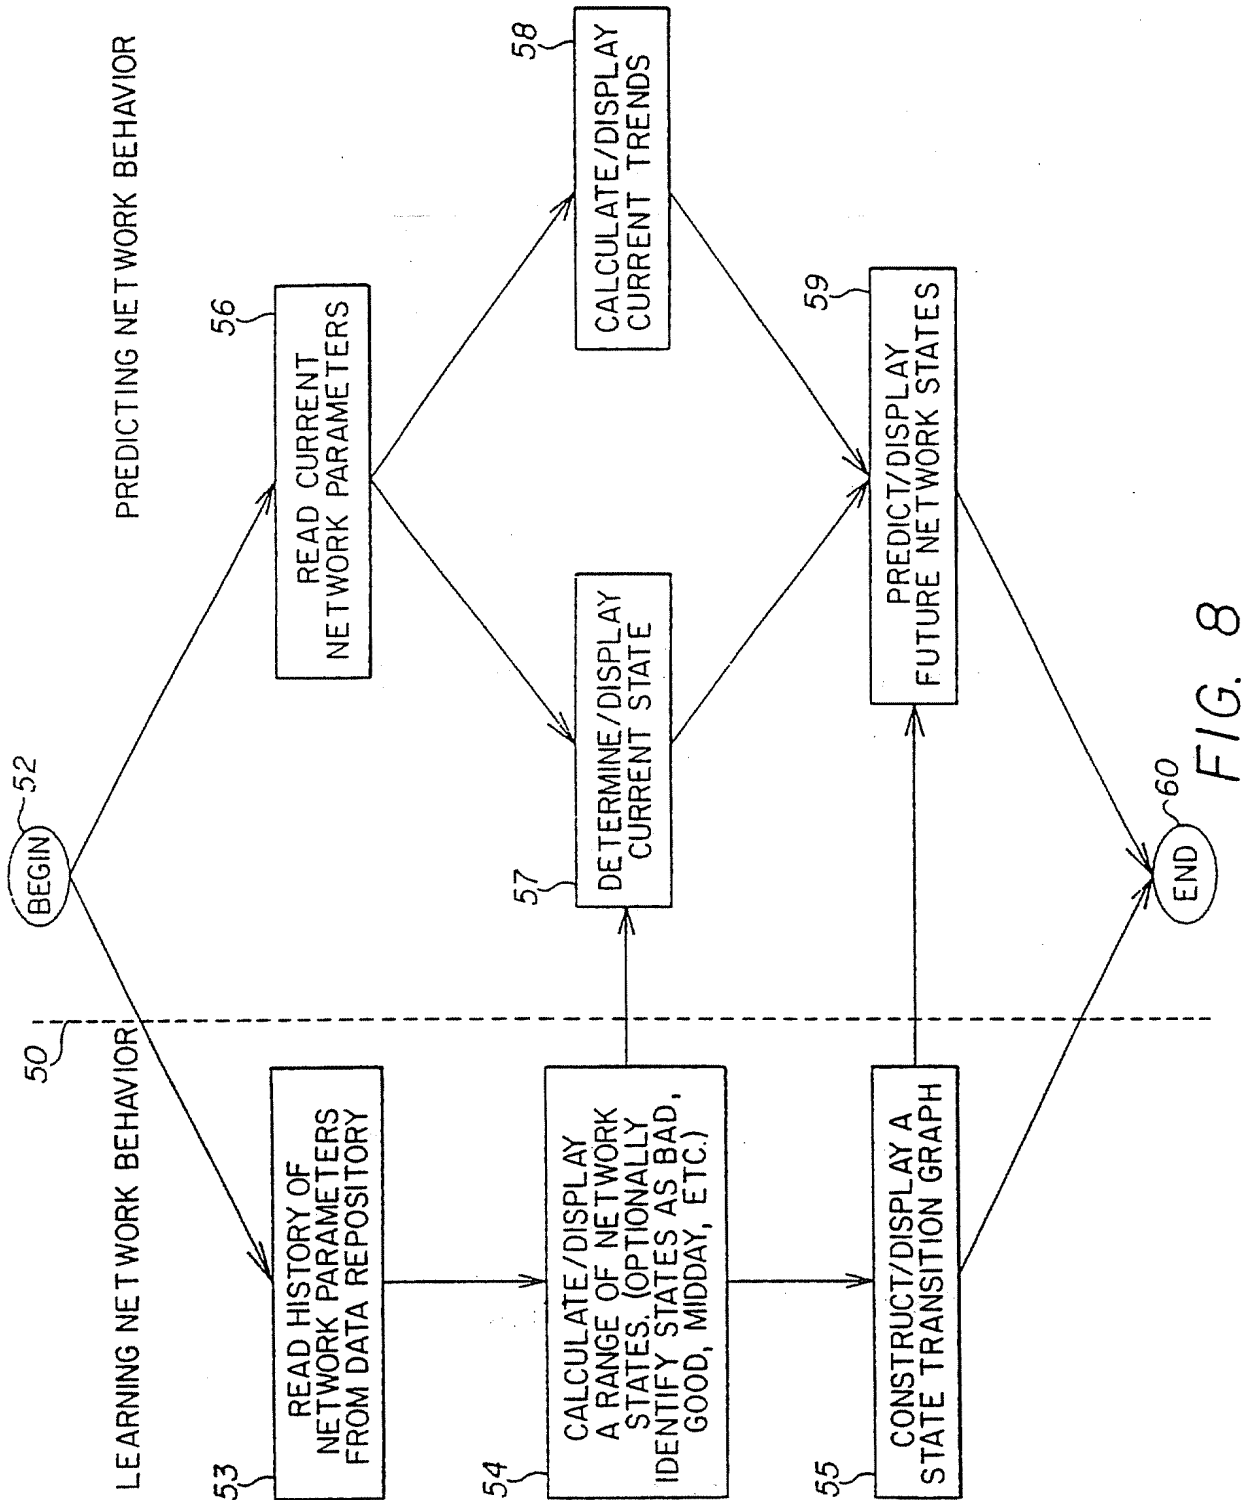 50
LEARNING NETWORK BEHAVIOR
PREDICTING NETWORK BEHAVIOR
BEGIN
52
53
READ HISTORY OF
NETWORK PARAMETERS
FROM DATA REPOSITORY
56
READ CURRENT
NETWORK PARAMETERS
54
CALCULATE/DISPLAY
A RANGE OF NETWORK
STATES. (OPTIONALLY
IDENTIFY STATES AS BAD,
GOOD, MIDDAY, ETC.)
57
DETERMINE/DISPLAY
CURRENT STATE
58
CALCULATE/DISPLAY
CURRENT TRENDS
55
CONSTRUCT/DISPLAY A
STATE TRANSITION GRAPH
59
PREDICT/DISPLAY
FUTURE NETWORK STATES
END
60
FIG. 8